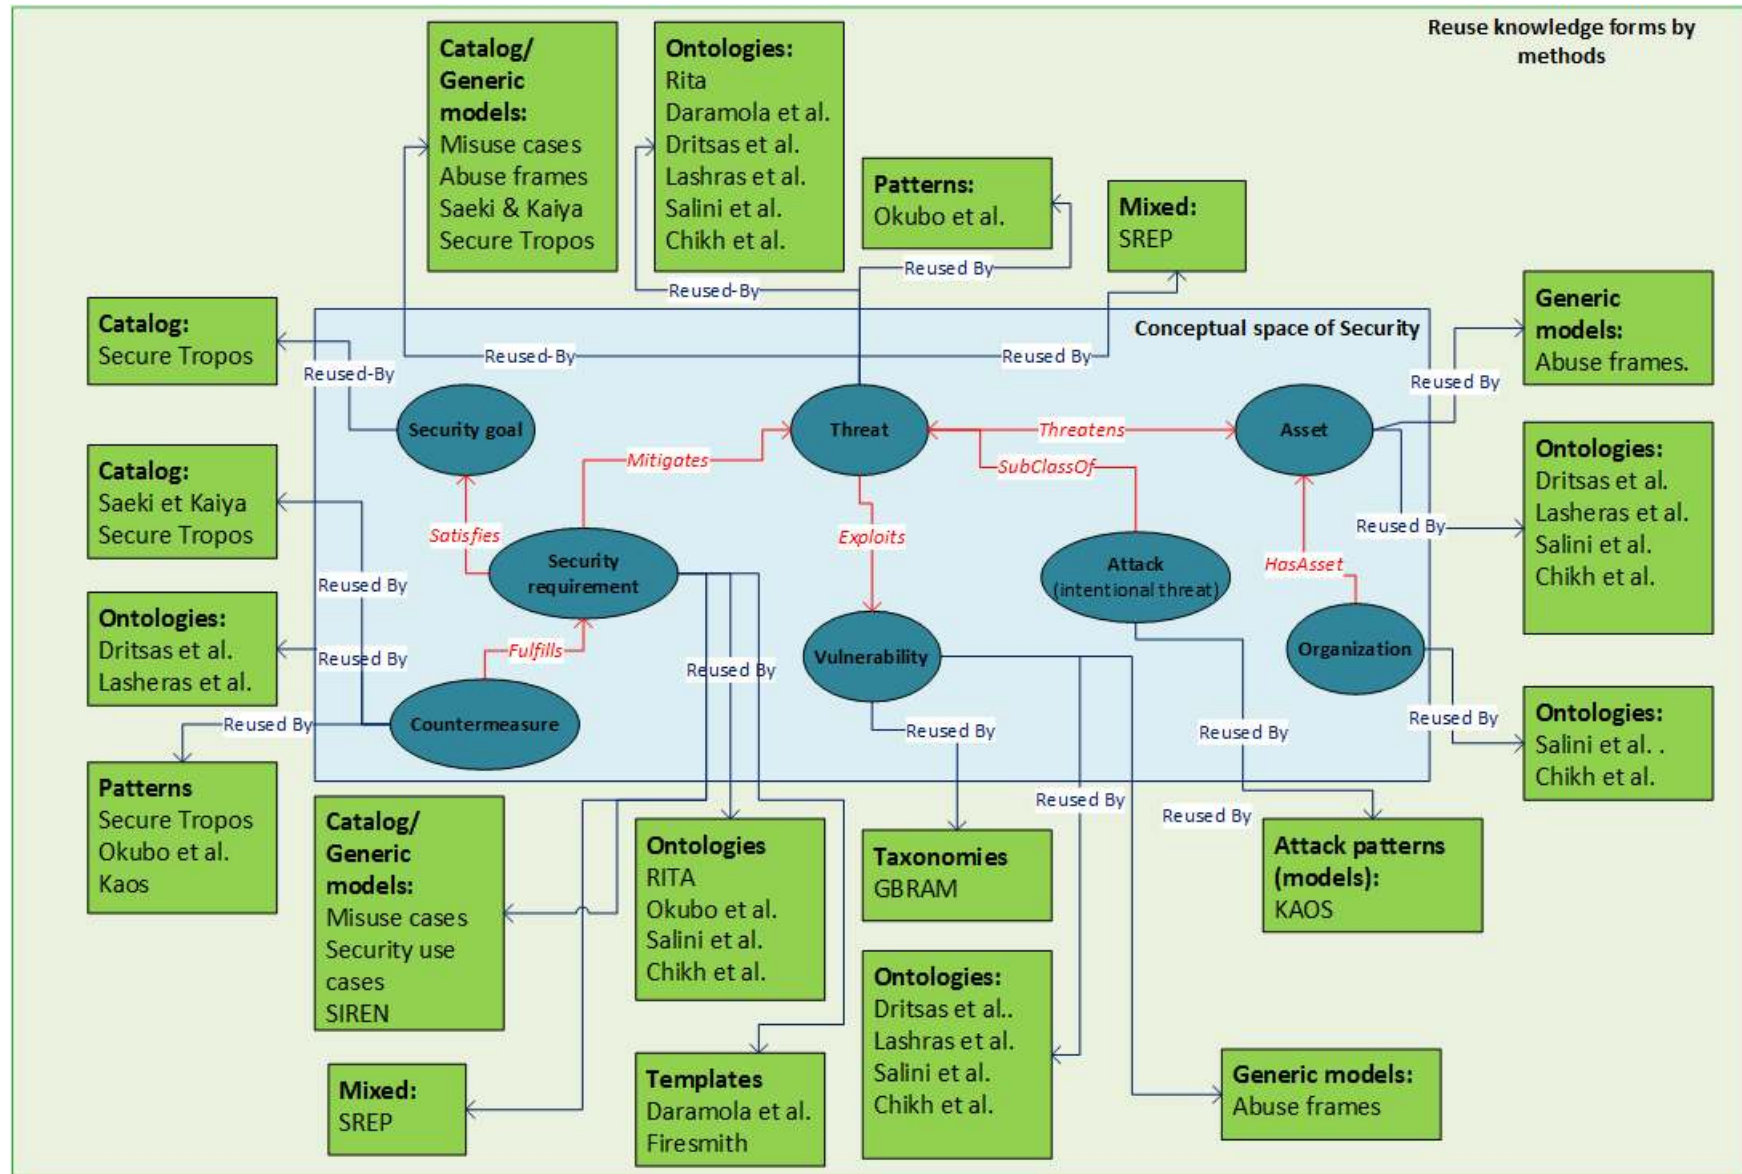 Reuse knowledge forms by
methods
Catalog/
Generic
models:
Misuse cases
Abuse frames
Saeki & Kaiya
Secure Tropos
Ontologies:
Rita
Daramola et al.
Dritsas et al.
Lashras et al.
Salini et al.
Chikh et al.
Patterns:
Okubo et al.
Mixed:
SREP
Reused By
Reused-By
Catalog:
Secure Tropos
Reused-By
Conceptual space of Security
Reused-By
Reused By
Generic
models:
Abuse frames.
Reused By
Security goal
Threat
Threatens
Asset
Mitigates
SubClassOf
Catalog:
Saeki et Kaiya
Secure Tropos
Ontologies:
Dritsas et al.
Lasheras et al.
Salini et al.
Chikh et al.
Reused By
Satisfies
Exploits
Security
requirement
Attack
(intentional threat)
HasAsset
Reused By
Ontologies:
Dritsas et al.
Lasheras et al.
Reused By
Fulfills
Reused By
Vulnerability
Organization
Countermeasure
Reused By
Reused By
Reused By
Reused By
Ontologies:
Salini et al. .
Chikh et al.
Patterns
Secure Tropos
Okubo et al.
Kaos
Catalog/
Generic
models:
Misuse cases
Security use
cases
SIREN
Ontologies
RITA
Okubo et al.
Salini et al.
Chikh et al.
Reused By
Reused By
Taxonomies
GBRAM
Attack patterns
(models):
KAOS
Ontologies:
Dritsas et al..
Lashras et al.
Salini et al.
Chikh et al.
Mixed:
SREP
Templates
Daramola et al.
Firesmith
Generic models:
Abuse frames